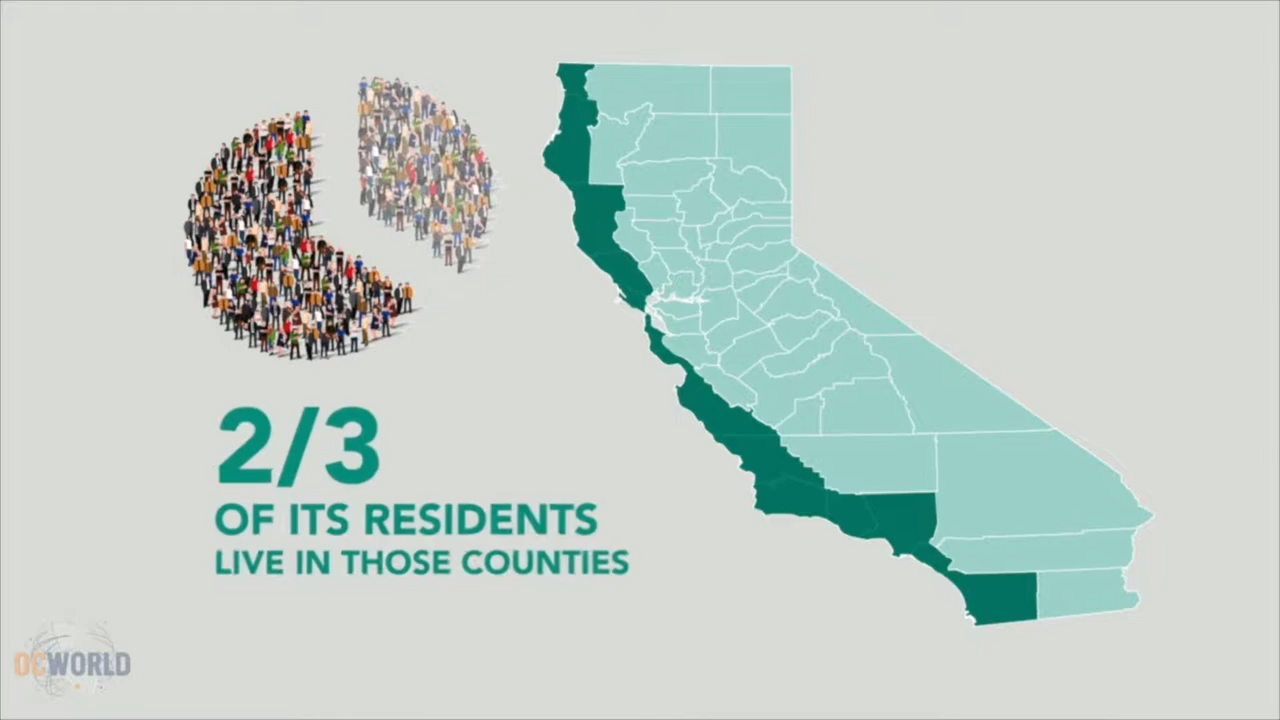 2/3
OF ITS RESIDENTS
LIVE IN THOSE COUNTIES
OCWORLD